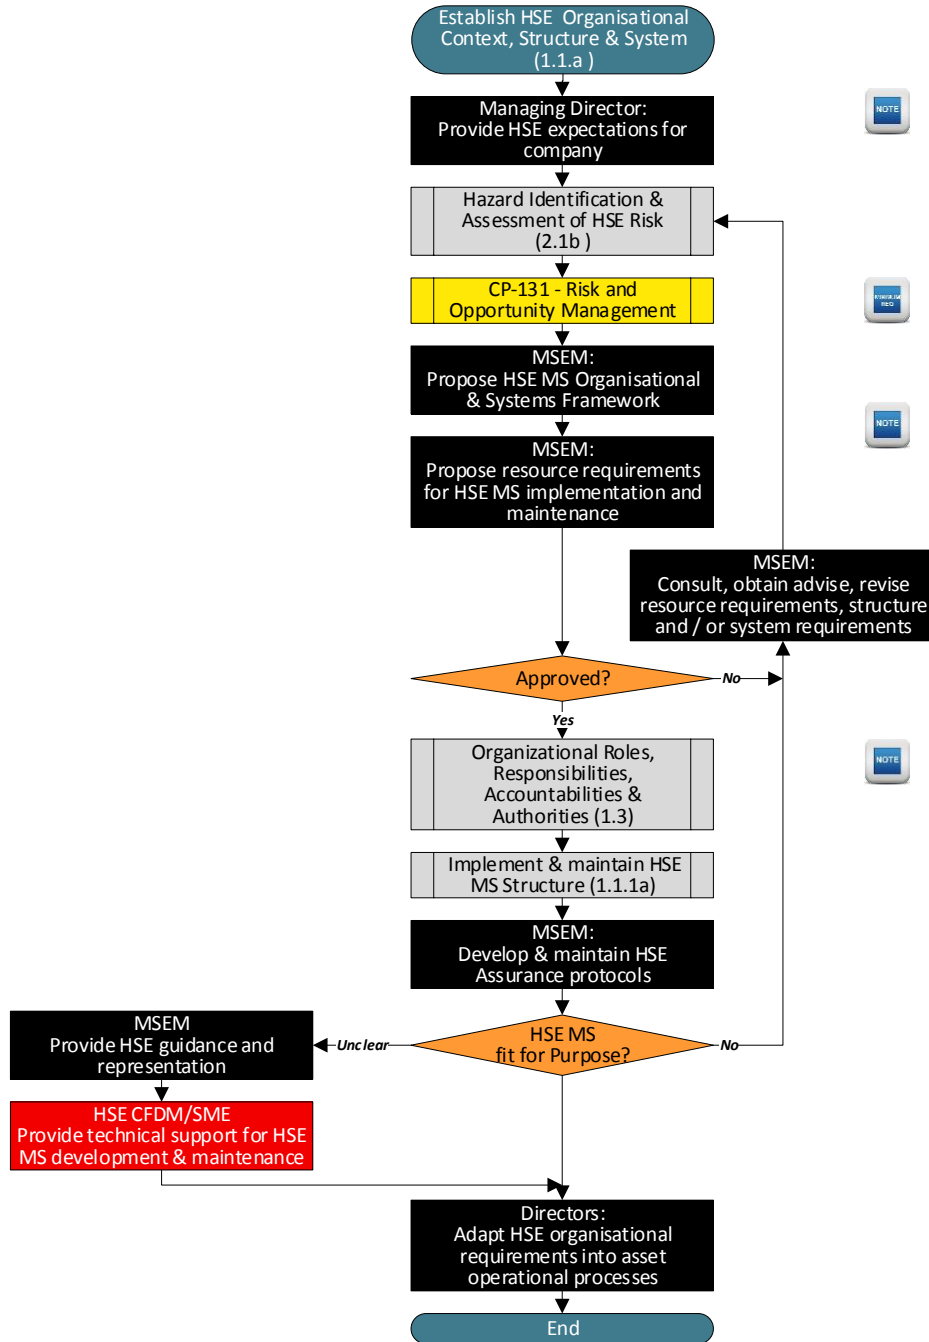 Establish HSE Organisational
Context, Structure & System
(1.1.a )
Managing Director:
Provide HSE expectations for
company
NOTE
Hazard Identification &
Assessment of HSE Risk
(2.1b )
CP-131 - Risk and
Opportunity Management
MINIMUM
REQ
MSEM:
Propose HSE MS Organisational
& Systems Framework
NOTE
MSEM:
Propose resource requirements
for HSE MS implementation and
maintenance
MSEM:
Consult, obtain advise, revise
resource requirements, structure
and / or system requirements
Approved?
No
Yes
Organizational Roles,
Responsibilities,
Accountabilities &
Authorities (1.3)
NOTE
Implement & maintain HSE
MS Structure (1.1.1a)
MSEM:
Develop & maintain HSE
Assurance protocols
HSE MS
fit for Purpose?
Unclear
No
MSEM
Provide HSE guidance and
representation
HSE CFDM/SME
Provide technical support for HSE
MS development & maintenance
Directors:
Adapt HSE organisational
requirements into asset
operational processes
End